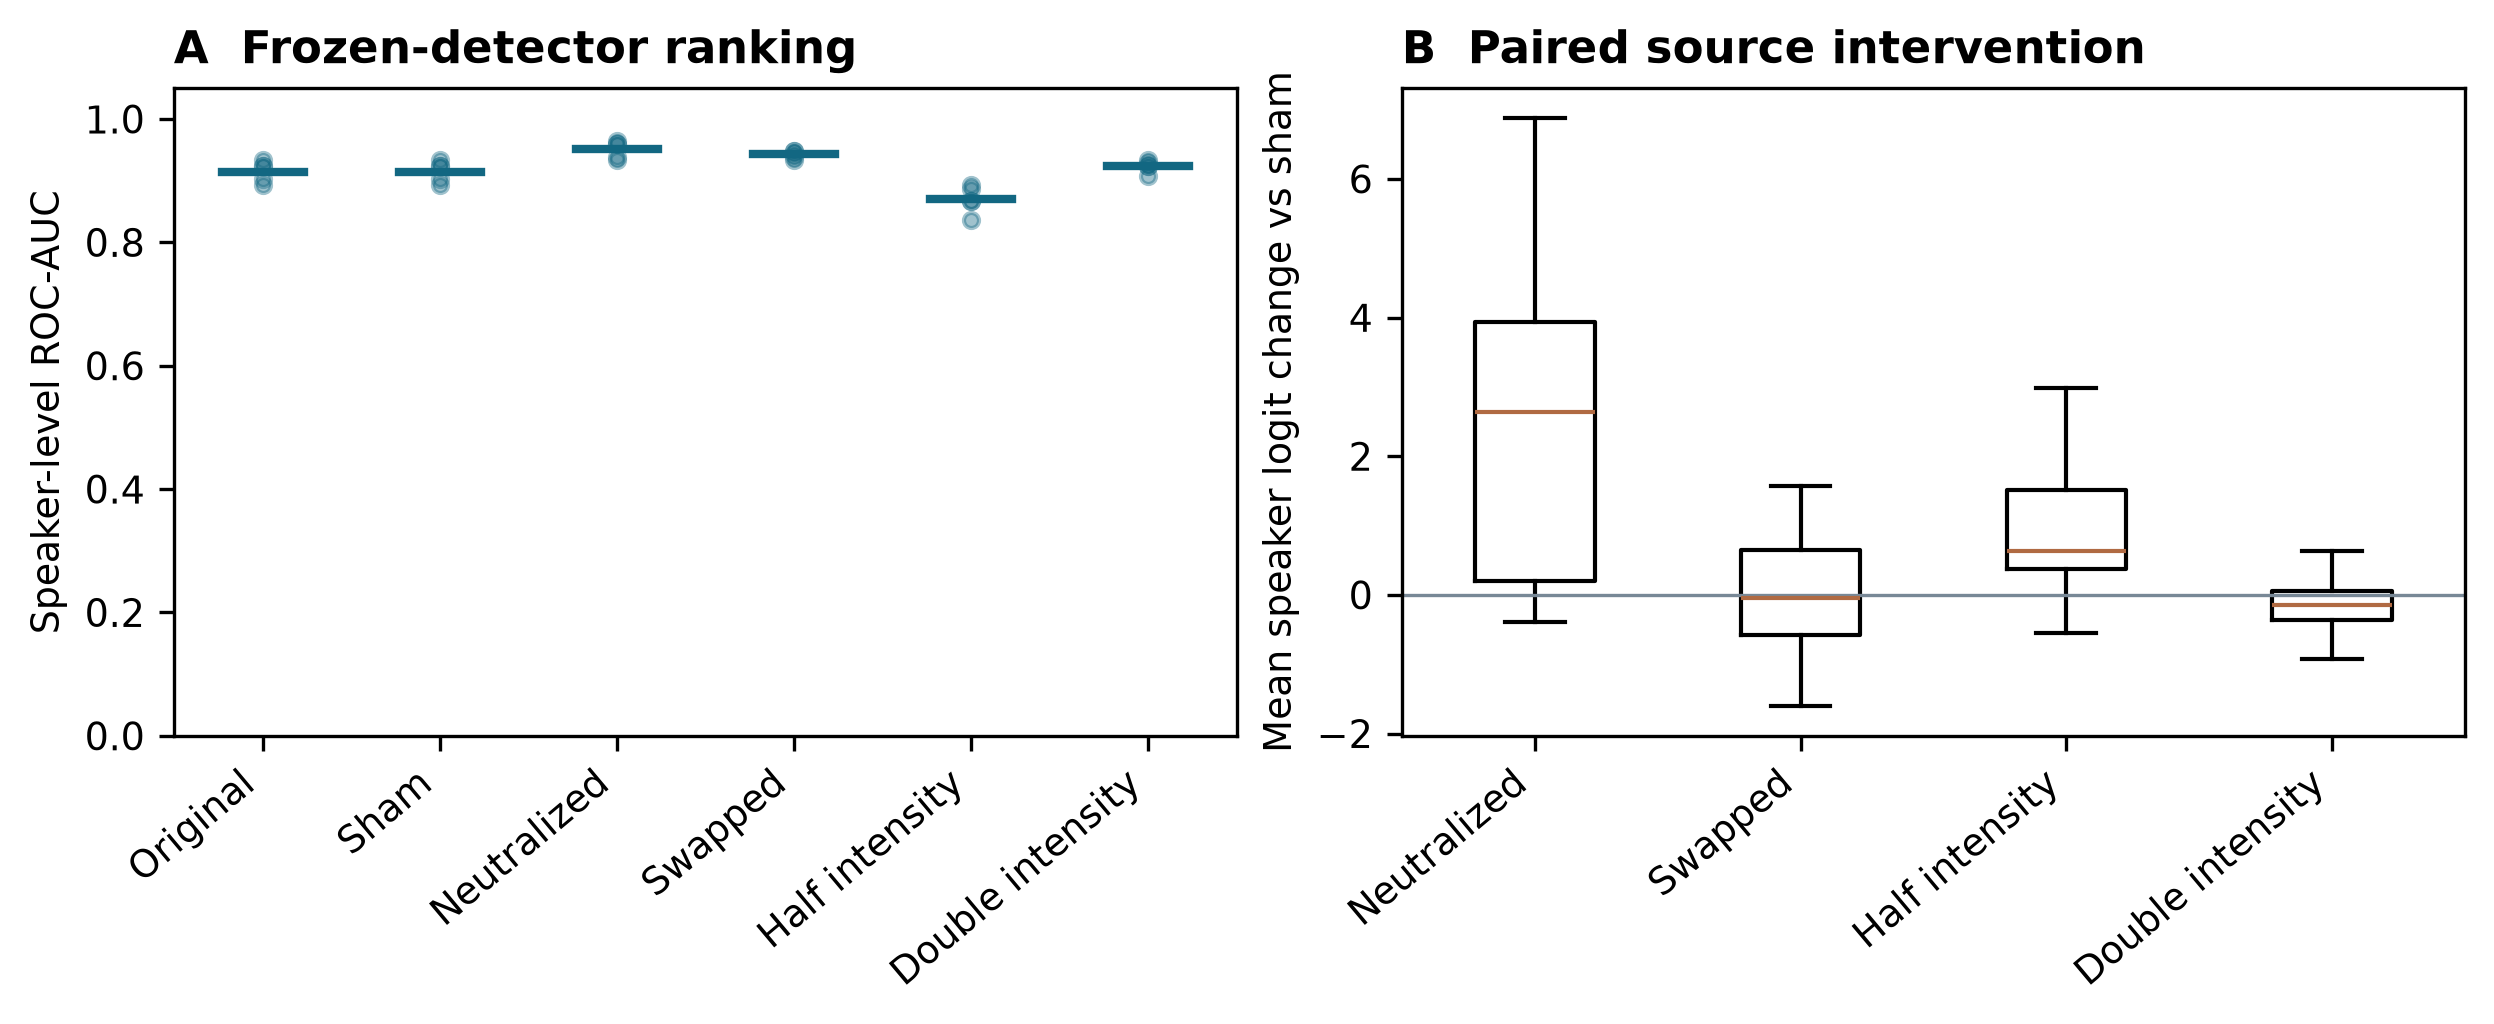 A  Frozen-detector ranking
Speaker-level ROC-AUC
1.0
0.8
0.6
0.4
0.2
0.0
Original
Sham
Neutralized
Swapped
Half intensity
Double intensity
B  Paired source intervention
Mean speaker logit change vs sham
6
4
2
0
−2
Neutralized
Swapped
Half intensity
Double intensity